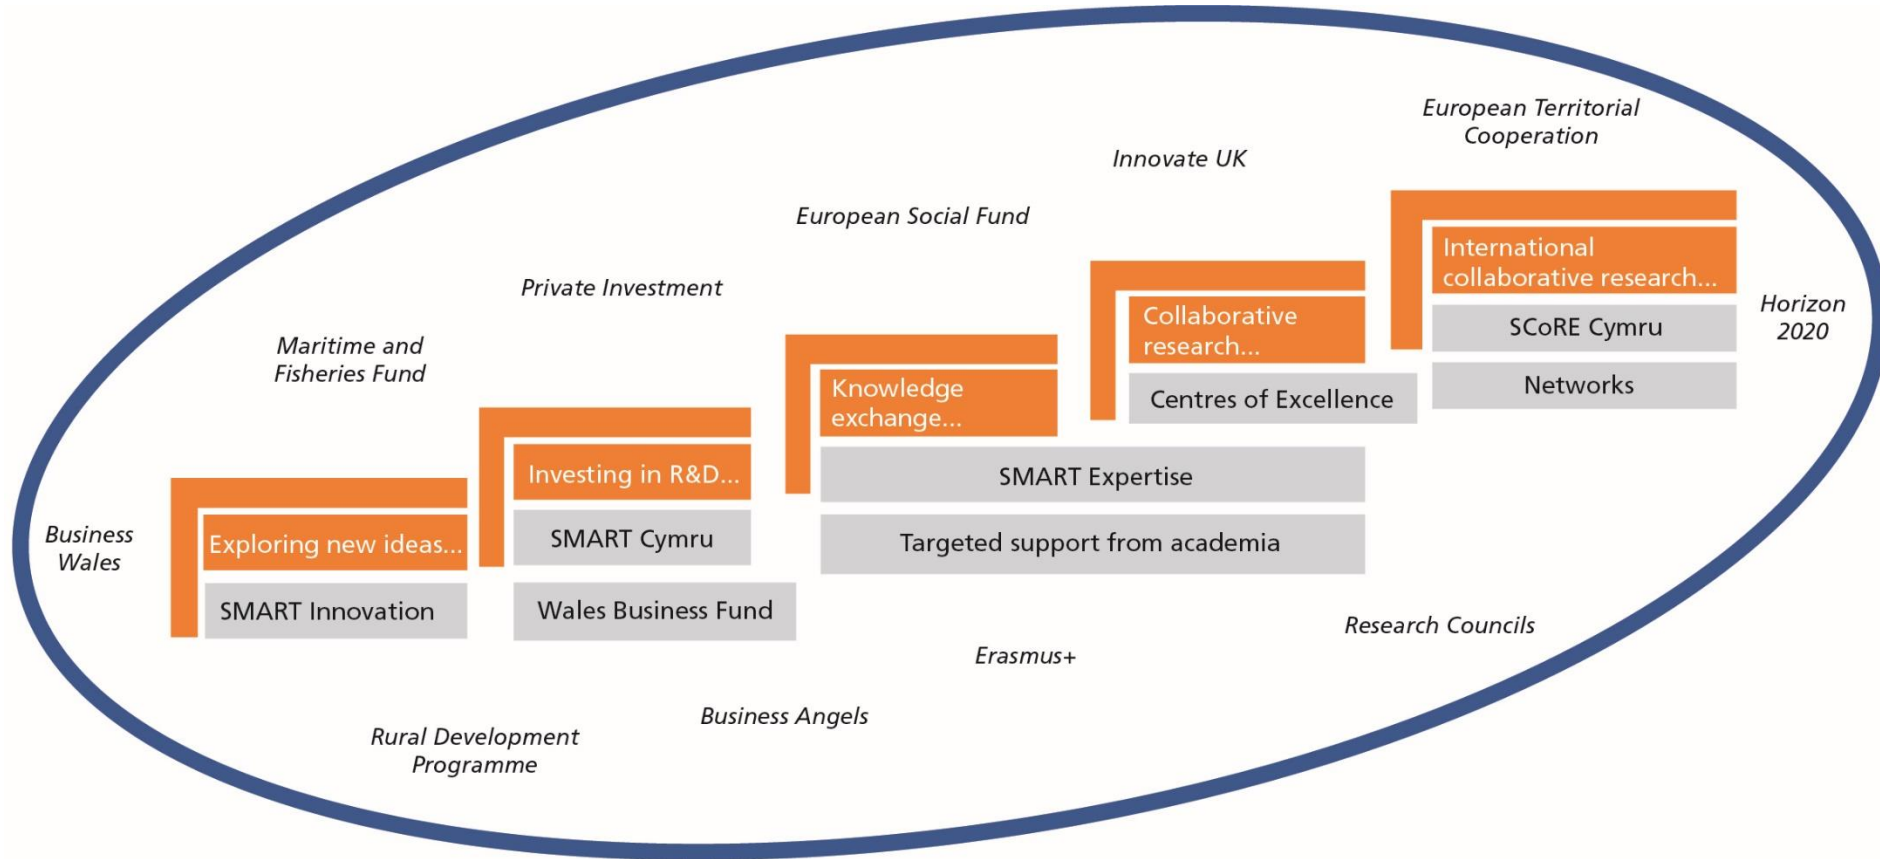 European Territorial
Cooperation
Innovate UK
European Social Fund
Private Investment
Maritime and
Fisheries Fund
Business
Wales
Exploring new ideas...
SMART Innovation
Investing in R&D...
SMART Cymru
Wales Business Fund
Knowledge
exchange...
SMART Expertise
Targeted support from academia
Collaborative
research...
Centres of Excellence
International
collaborative research...
SCoRE Cymru
Networks
Horizon
2020
Research Councils
Erasmus+
Business Angels
Rural Development
Programme